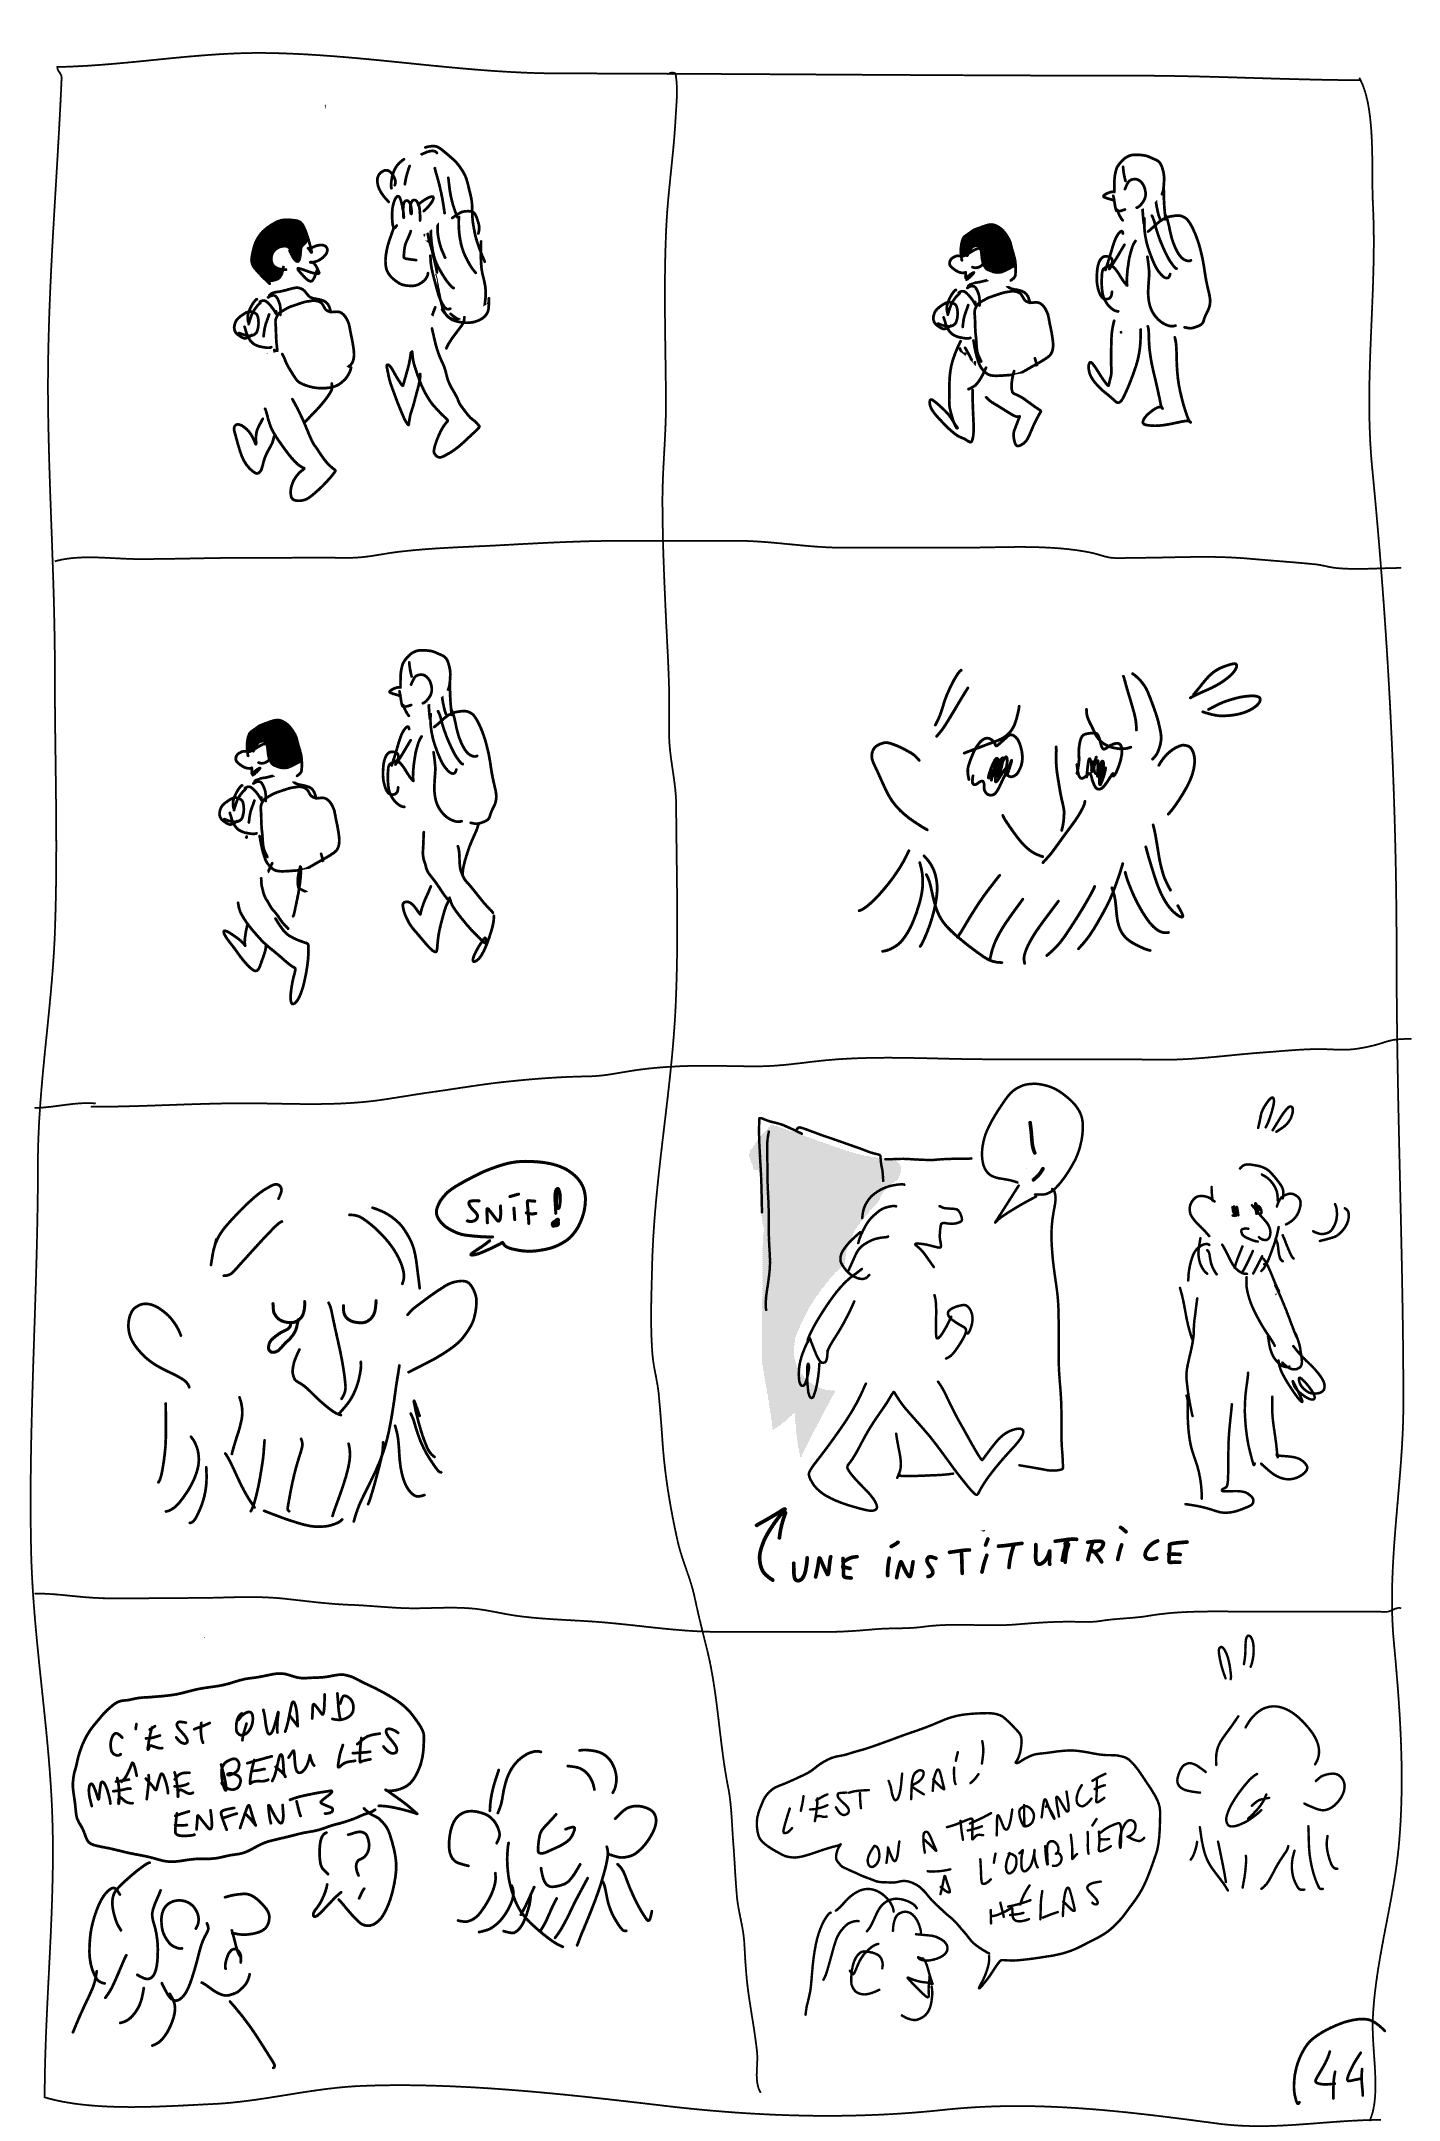 SNIF !
!
UNE INSTITUTRICE
C'EST QUAND
MÊME BEAU LES
ENFANTS
?
C'EST VRAI !
ON A TENDANCE
À L'OUBLIER
HÉLAS
44